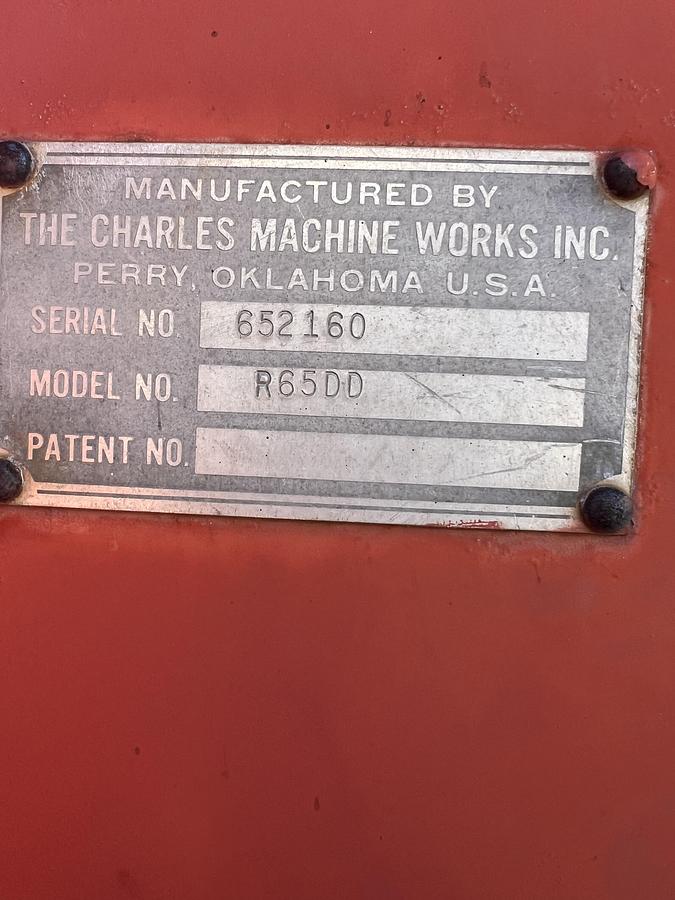 MANUFACTURED BY
THE CHARLES MACHINE WORKS INC.
PERRY, OKLAHOMA U.S.A.
SERIAL NO 652160
MODEL NO. R65DD
PATENT NO.